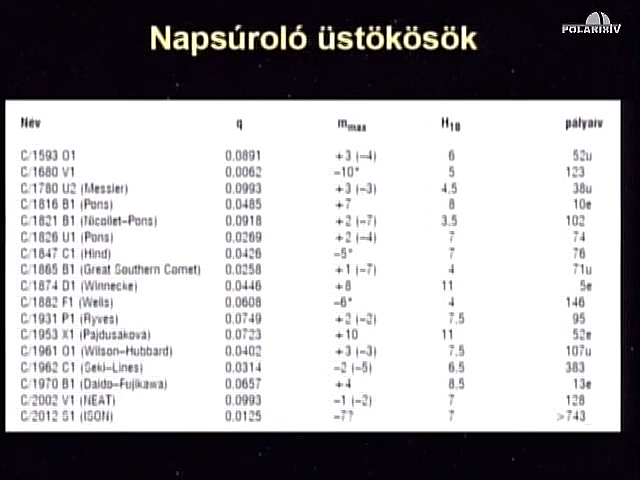 POLARIXIV
Napsúroló üstökösök
Név q mmax H10 pályaív
C/1593 O1 0.0891 +3 (–4) 6 52u
C/1680 V1 0.0062 –10* 5 123
C/1780 U2 (Messier) 0.0993 +3 (–3) 4,5 38u
C/1816 B1 (Pons) 0.0485 +7 8 10e
C/1821 B1 (Nicollet–Pons) 0.0918 +2 (–7) 3,5 102
C/1826 U1 (Pons) 0.0269 +2 (–4) 7 74
C/1847 C1 (Hind) 0.0426 –5* 7 76
C/1865 B1 (Great Southern Comet) 0.0258 +1 (–7) 4 71u
C/1874 D1 (Winnecke) 0.0446 +8 11 5e
C/1882 F1 (Wells) 0.0608 –6* 4 146
C/1931 P1 (Ryves) 0.0749 +2 (–2) 7,5 95
C/1953 X1 (Pajdusáková) 0.0723 +10 11 52e
C/1961 O1 (Wilson–Hubbard) 0.0402 +3 (–3) 7,5 107u
C/1962 C1 (Seki–Lines) 0.0314 –2 (–5) 6,5 383
C/1970 B1 (Daido–Fujikawa) 0.0657 +4 8,5 13e
C/2002 V1 (NEAT) 0.0993 –1 (–2) 7 128
C/2012 S1 (ISON) 0.0125 –7? 7 >743